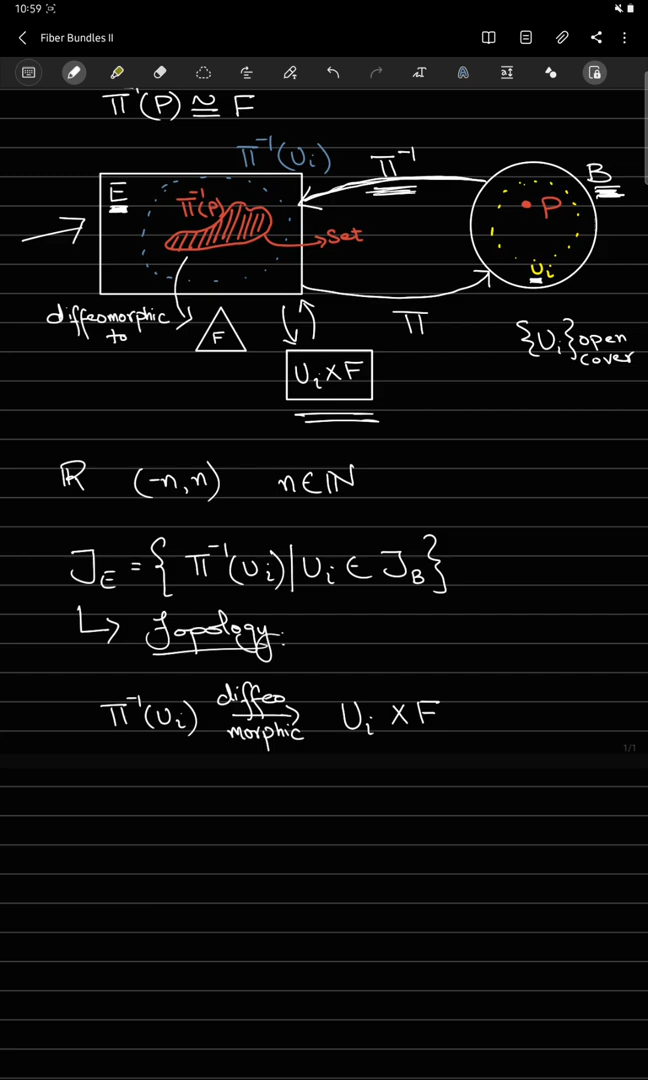 10:59
Fiber Bundles II
π⁻¹(P) ≅ F
π⁻¹(Ui)
π⁻¹
E
B
π⁻¹(P)
P
Set
Ui
diffeomorphic to
F
π
{Ui} open cover
Ui × F
ℝ (-n, n) n ∈ ℕ
J_E = { π⁻¹(Ui) | Ui ∈ J_B }
↳ Topology:
π⁻¹(Ui) diffeomorphic → Ui × F
1/1